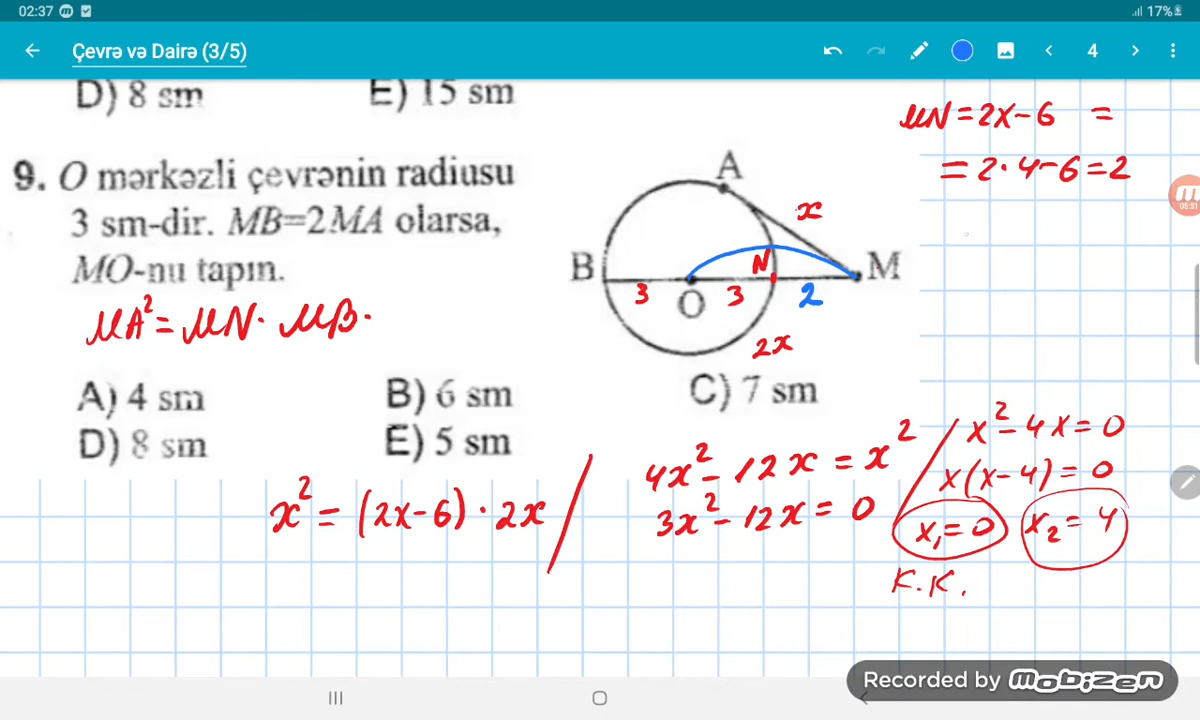 02:37
17%
Çevrə və Dairə (3/5)
4
D) 8 sm E) 15 sm
9. O mərkəzli çevrənin radiusu
3 sm-dir. MB=2MA olarsa,
MO-nu tapın.
MA² = MN · MB.
A) 4 sm B) 6 sm C) 7 sm
D) 8 sm E) 5 sm
A
x
B
N
M
3
O
3
2
2x
MN = 2x - 6 =
= 2 · 4 - 6 = 2
05:51
x² = (2x-6) · 2x /
4x² - 12x = x²
3x² - 12x = 0 /
x² - 4x = 0
x(x-4) = 0
x₁ = 0 x₂ = 4
K.K.
Recorded by mobizen